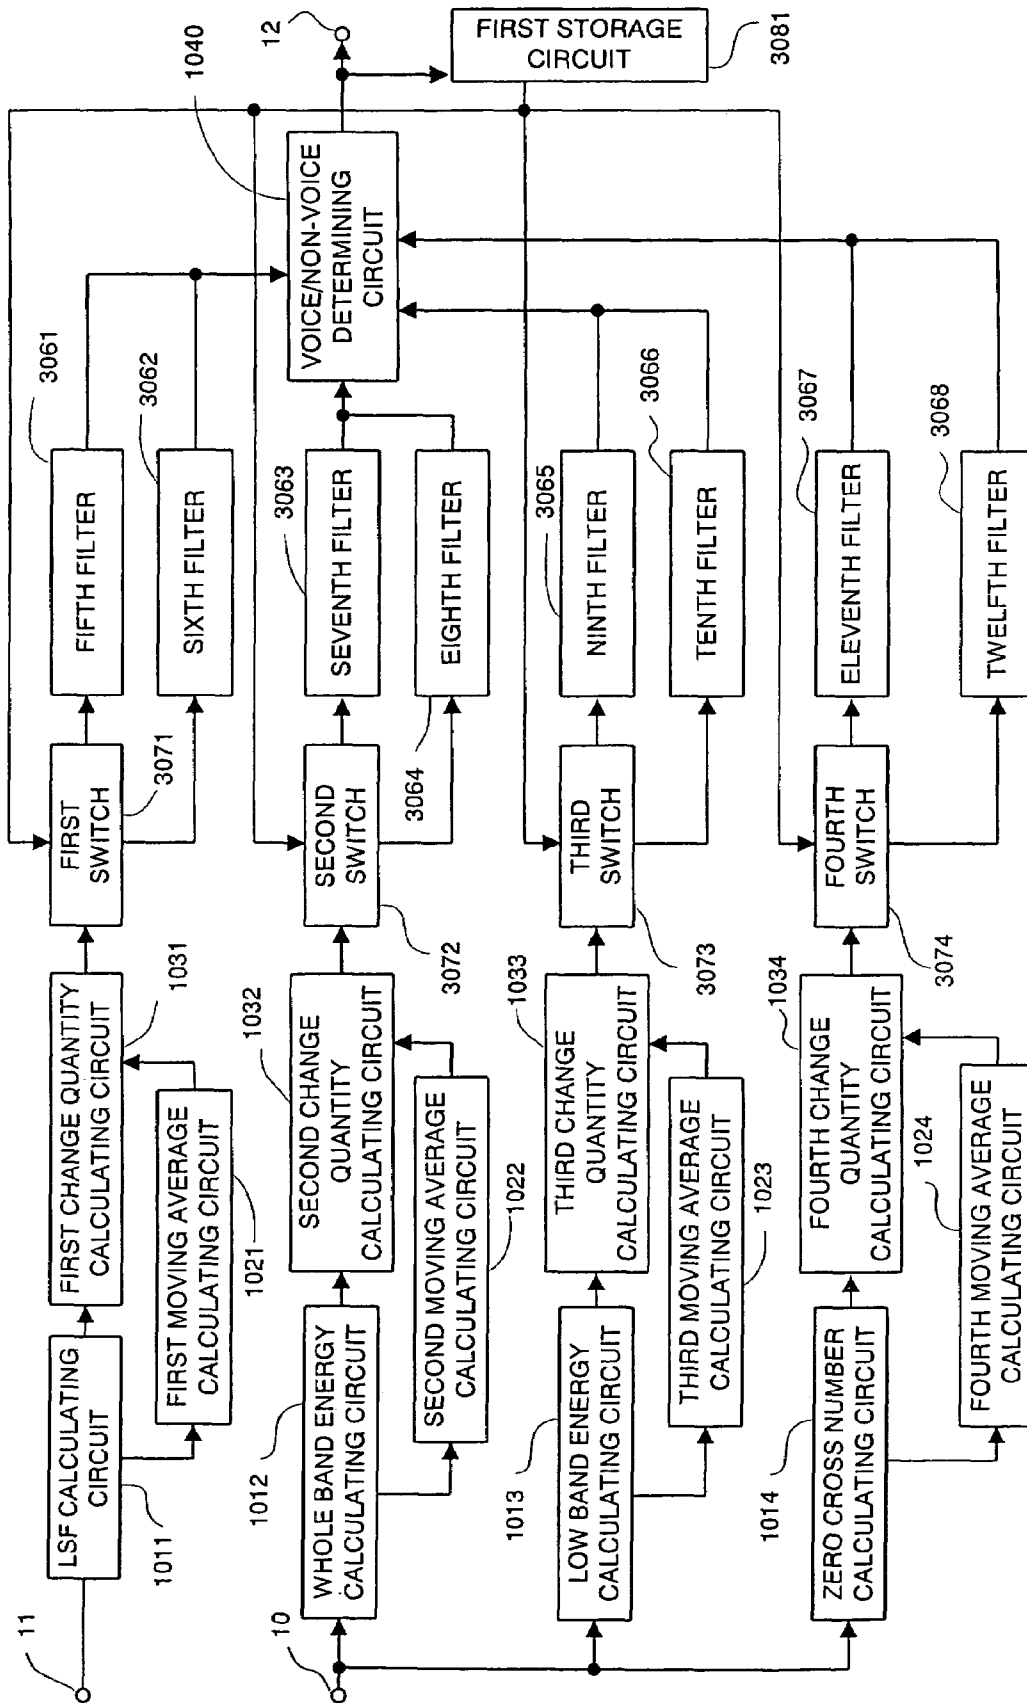 11
LSF CALCULATING
CIRCUIT
1011
FIRST CHANGE QUANTITY
CALCULATING CIRCUIT
1031
FIRST MOVING AVERAGE
CALCULATING CIRCUIT
1021
FIRST
SWITCH
3071
FIFTH FILTER
3061
SIXTH FILTER
3062
10
WHOLE BAND ENERGY
CALCULATING CIRCUIT
1012
SECOND CHANGE
QUANTITY
CALCULATING CIRCUIT
1032
SECOND MOVING AVERAGE
CALCULATING CIRCUIT
1022
SECOND
SWITCH
3072
SEVENTH FILTER
3063
EIGHTH FILTER
3064
VOICE/NON-VOICE
DETERMINING
CIRCUIT
1040
12
FIRST STORAGE
CIRCUIT
3081
LOW BAND ENERGY
CALCULATING CIRCUIT
1013
THIRD CHANGE
QUANTITY
CALCULATING CIRCUIT
1033
THIRD MOVING AVERAGE
CALCULATING CIRCUIT
1023
THIRD
SWITCH
3073
NINTH FILTER
3065
TENTH FILTER
3066
ZERO CROSS NUMBER
CALCULATING CIRCUIT
1014
FOURTH CHANGE
QUANTITY
CALCULATING CIRCUIT
1034
FOURTH MOVING AVERAGE
CALCULATING CIRCUIT
1024
FOURTH
SWITCH
3074
ELEVENTH FILTER
3067
TWELFTH FILTER
3068